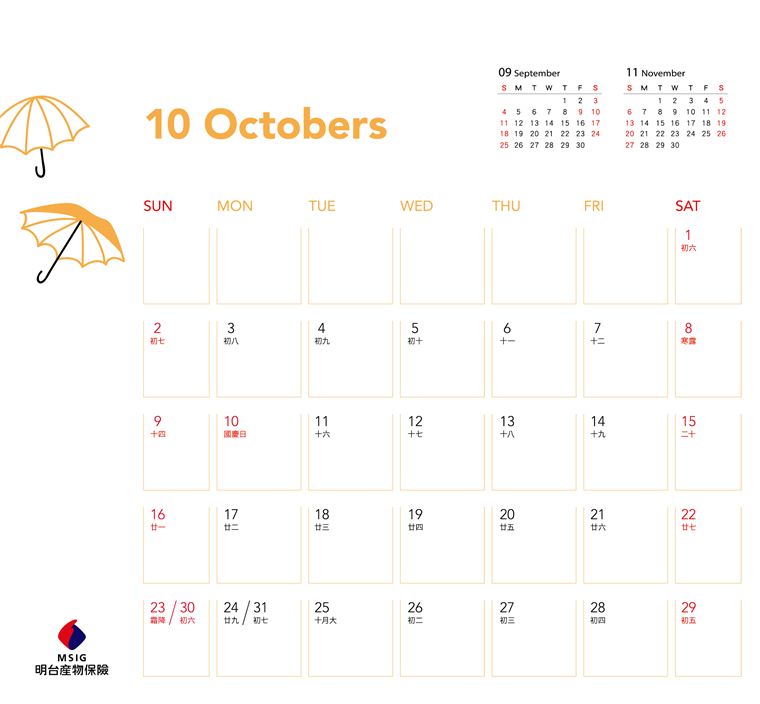 09 September
S M T W T F S
1 2 3
4 5 6 7 8 9 10
11 12 13 14 15 16 17
18 19 20 21 22 23 24
25 26 27 28 29 30
11 November
S M T W T F S
1 2 3 4 5
6 7 8 9 10 11 12
13 14 15 16 17 18 19
20 21 22 23 24 25 26
27 28 29 30
10 Octobers
SUN MON TUE WED THU FRI SAT
1
初六
2 3 4 5 6 7 8
初七 初八 初九 初十 十一 十二 寒露
9 10 11 12 13 14 15
十四 國慶日 十六 十七 十八 十九 二十
16 17 18 19 20 21 22
廿一 廿二 廿三 廿四 廿五 廿六 廿七
23 / 30 24 / 31 25 26 27 28 29
霜降 初六 廿九 初七 十月大 初二 初三 初四 初五
MSIG
明台産物保險